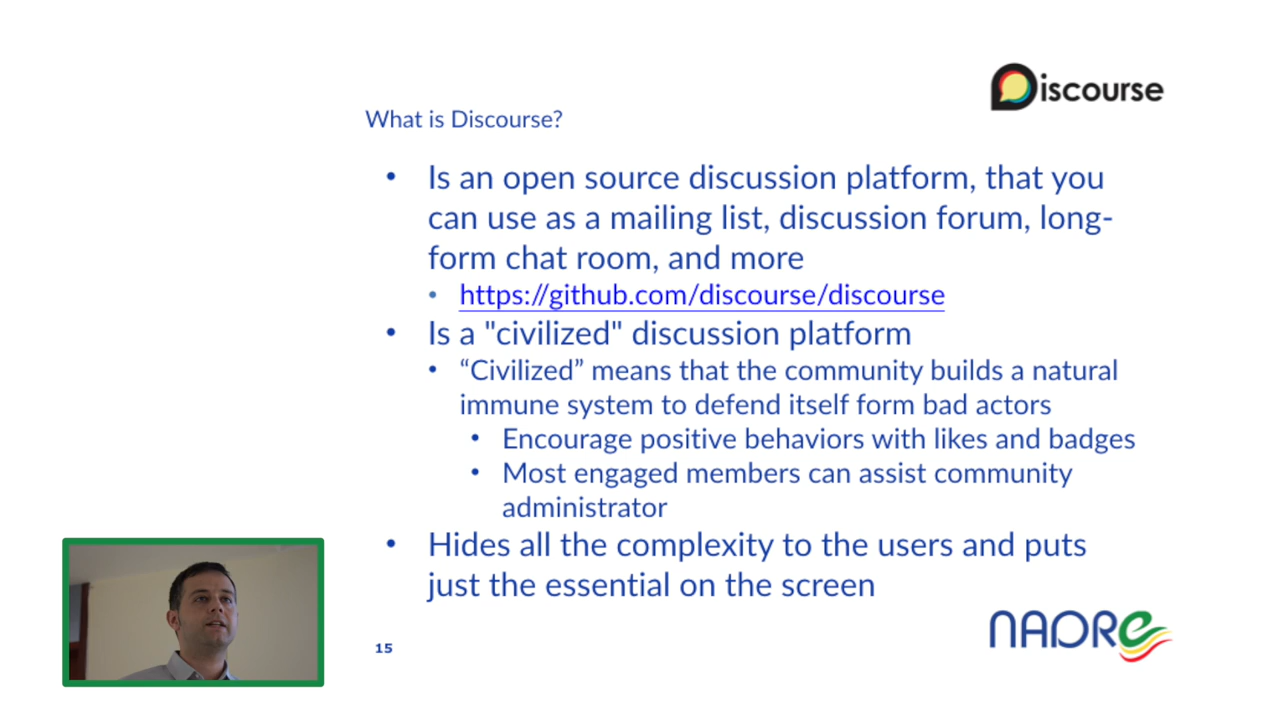 Discourse
What is Discourse?
• Is an open source discussion platform, that you
can use as a mailing list, discussion forum, long-
form chat room, and more
• https://github.com/discourse/discourse
• Is a "civilized" discussion platform
• “Civilized” means that the community builds a natural
immune system to defend itself form bad actors
• Encourage positive behaviors with likes and badges
• Most engaged members can assist community
administrator
• Hides all the complexity to the users and puts
just the essential on the screen
NADRe
15